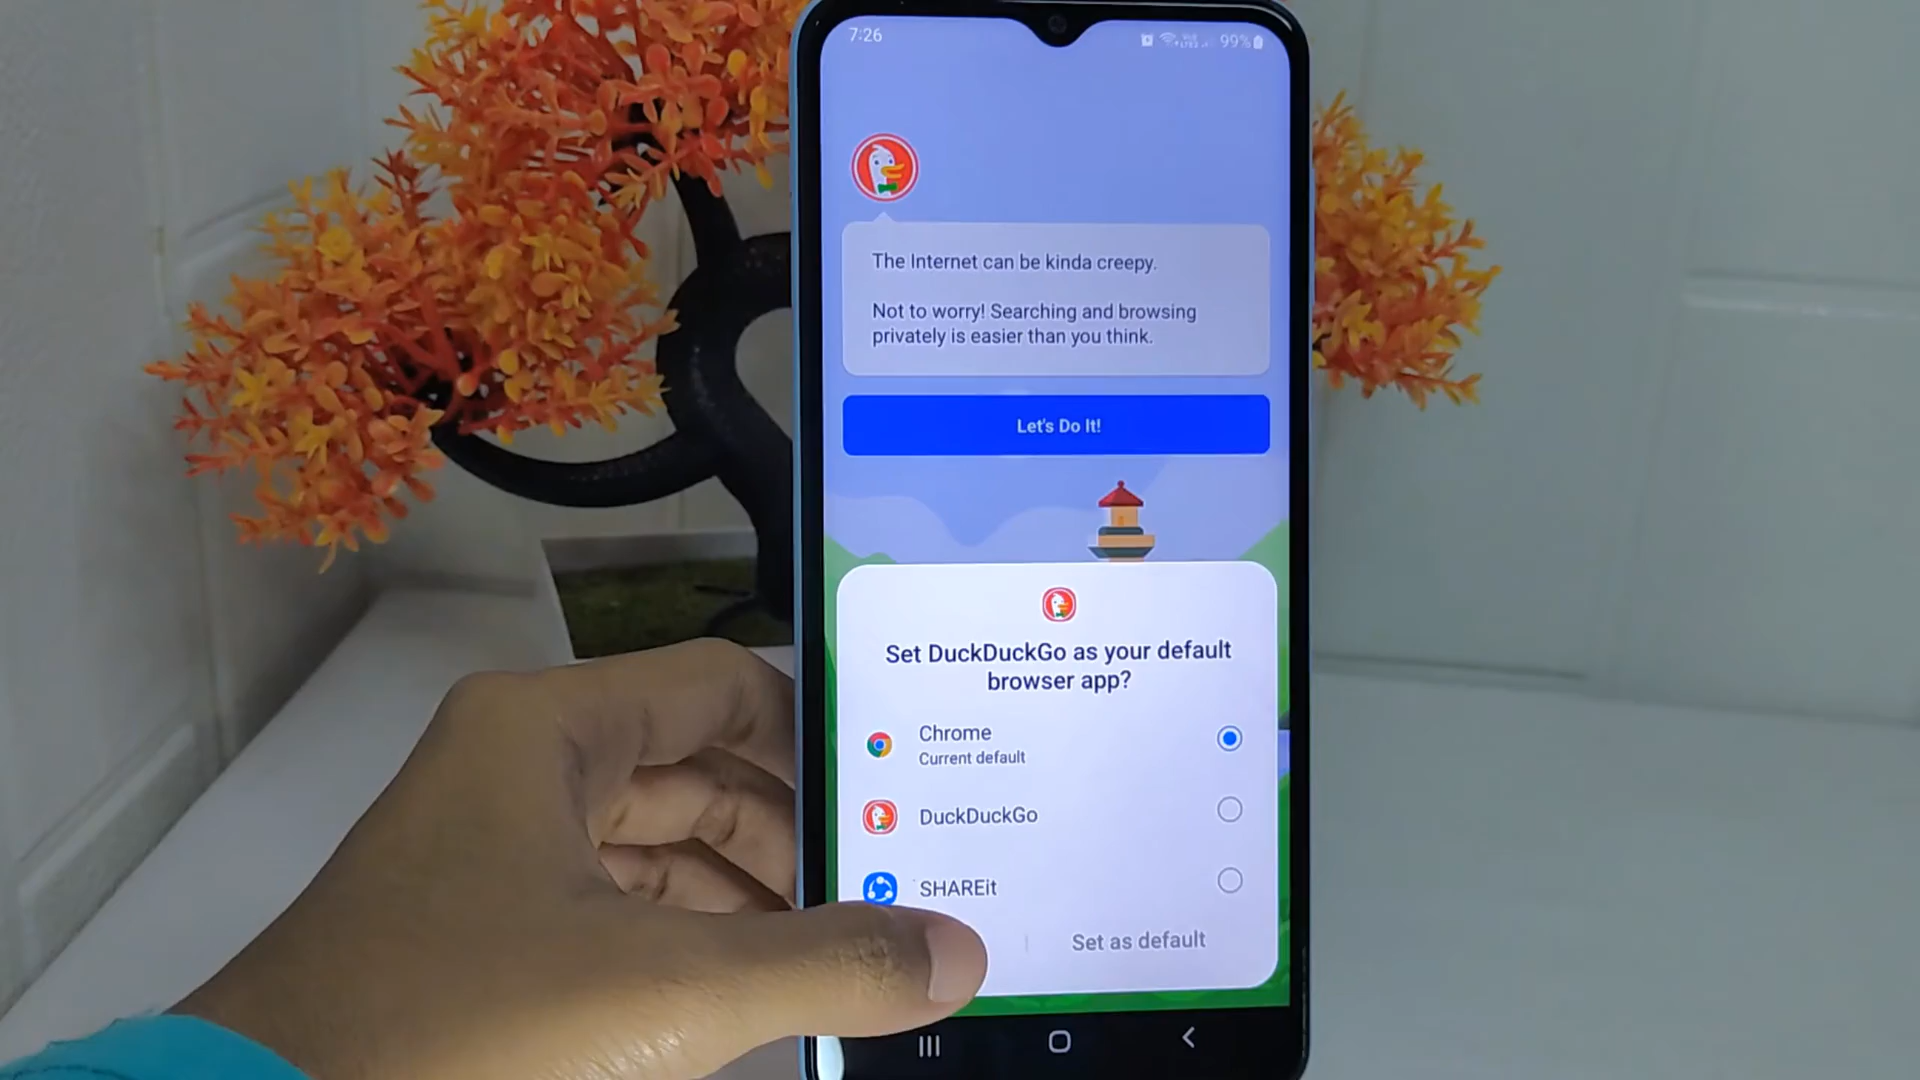 7:26
99%
The Internet can be kinda creepy.
Not to worry! Searching and browsing
privately is easier than you think.
Let's Do It!
Set DuckDuckGo as your default
browser app?
Chrome
Current default
DuckDuckGo
SHAREit
Set as default